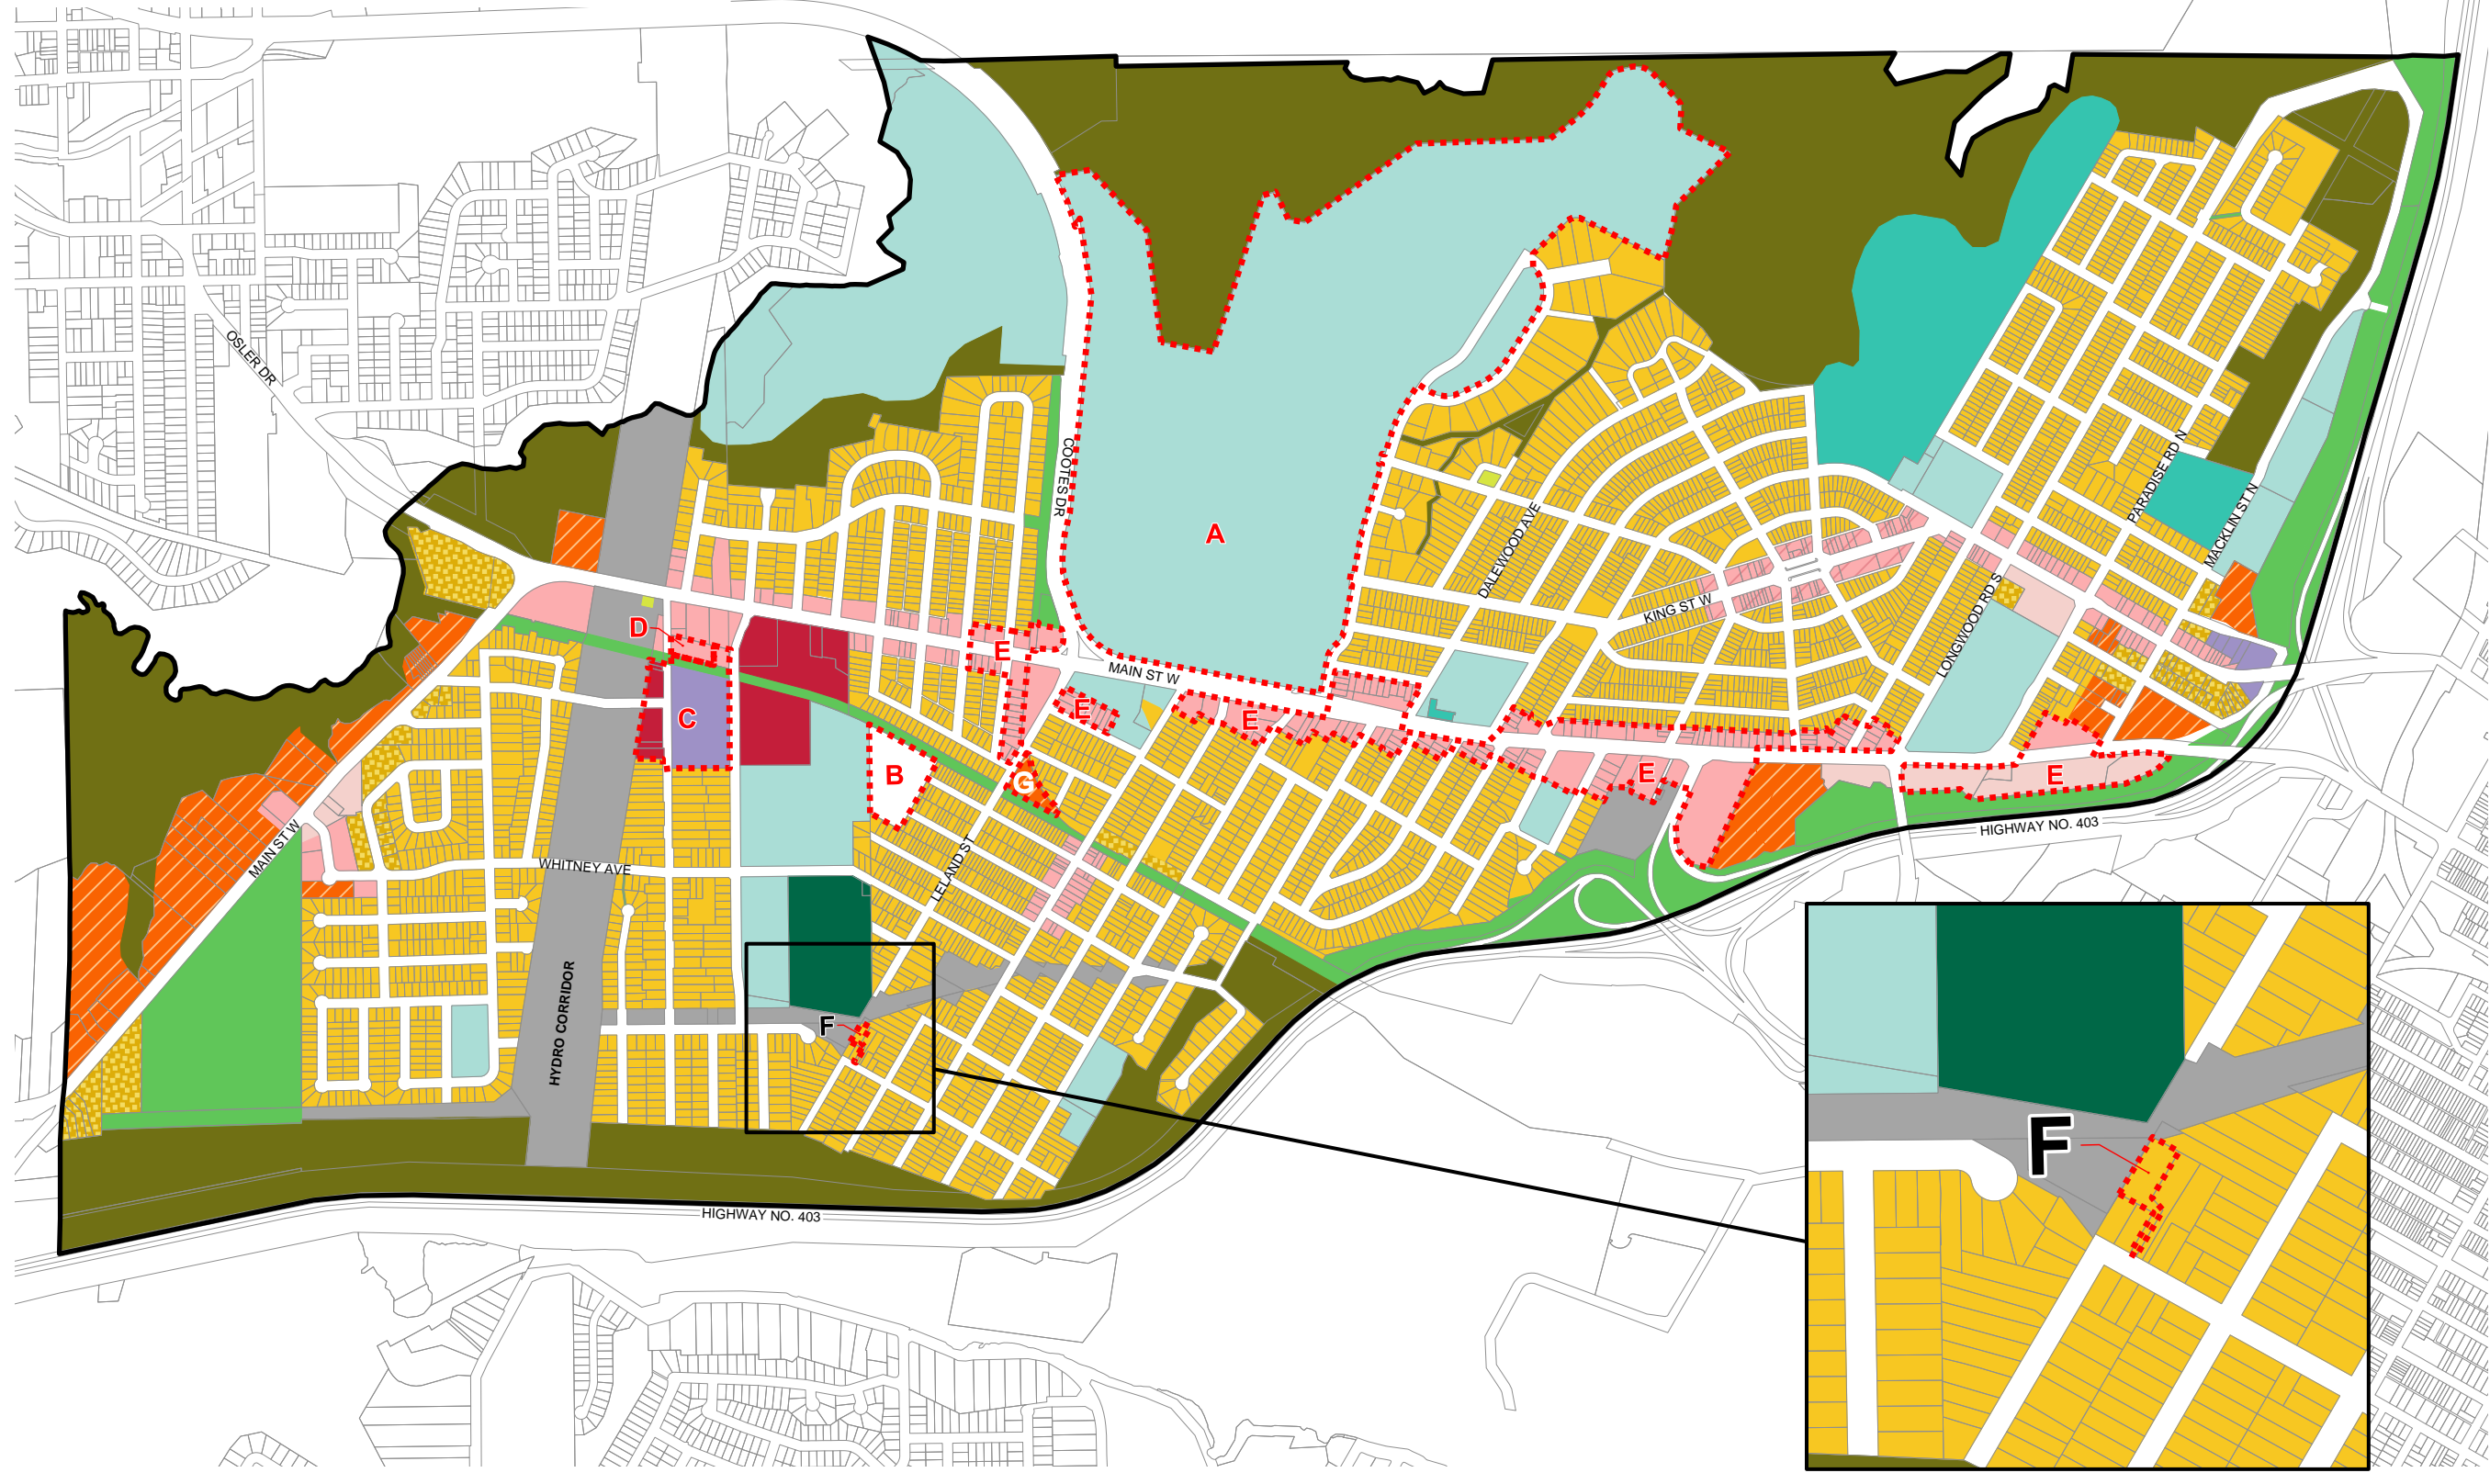 OSLER DR
COOTES DR
A
PARADISE RD N
MACKLIN ST N
DALEWOOD AVE
KING ST W
LONGWOOD RD S
D
E
MAIN ST W
C
E
E
B
G
E
E
MAIN ST W
HIGHWAY NO. 403
WHITNEY AVE
LELAND ST
HYDRO CORRIDOR
F
F
HIGHWAY NO. 403